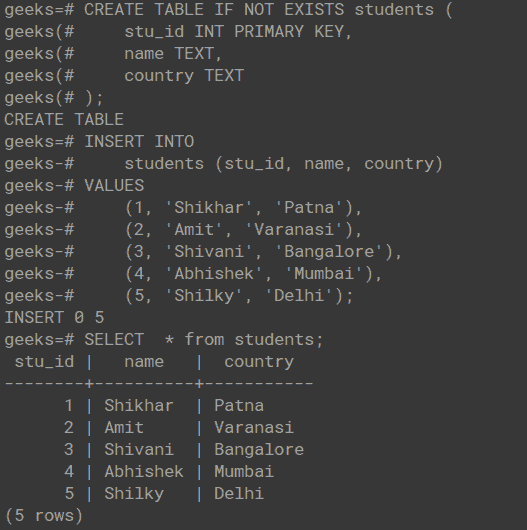 geeks=# CREATE TABLE IF NOT EXISTS students (
geeks(#     stu_id INT PRIMARY KEY,
geeks(#     name TEXT,
geeks(#     country TEXT
geeks(# );
CREATE TABLE
geeks=# INSERT INTO
geeks-#     students (stu_id, name, country)
geeks-# VALUES
geeks-#     (1, 'Shikhar', 'Patna'),
geeks-#     (2, 'Amit', 'Varanasi'),
geeks-#     (3, 'Shivani', 'Bangalore'),
geeks-#     (4, 'Abhishek', 'Mumbai'),
geeks-#     (5, 'Shilky', 'Delhi');
INSERT 0 5
geeks=# SELECT  * from students;
 stu_id |   name   |  country
--------+----------+-----------
      1 | Shikhar  | Patna
      2 | Amit     | Varanasi
      3 | Shivani  | Bangalore
      4 | Abhishek | Mumbai
      5 | Shilky   | Delhi
(5 rows)